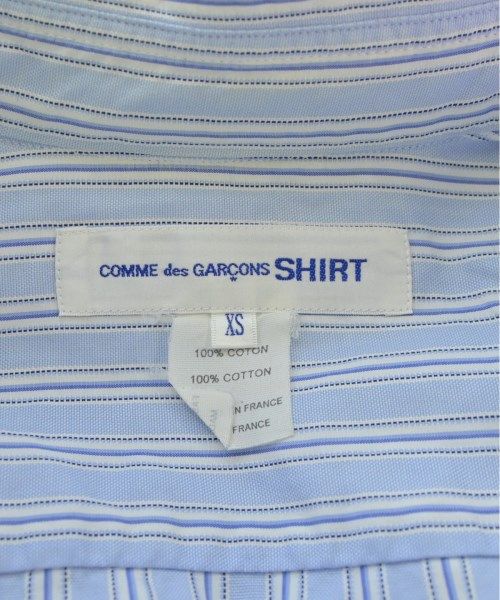 COMME des GARÇONS SHIRT
XS
100% COTON
100% COTTON
N FRANCE
FRANCE